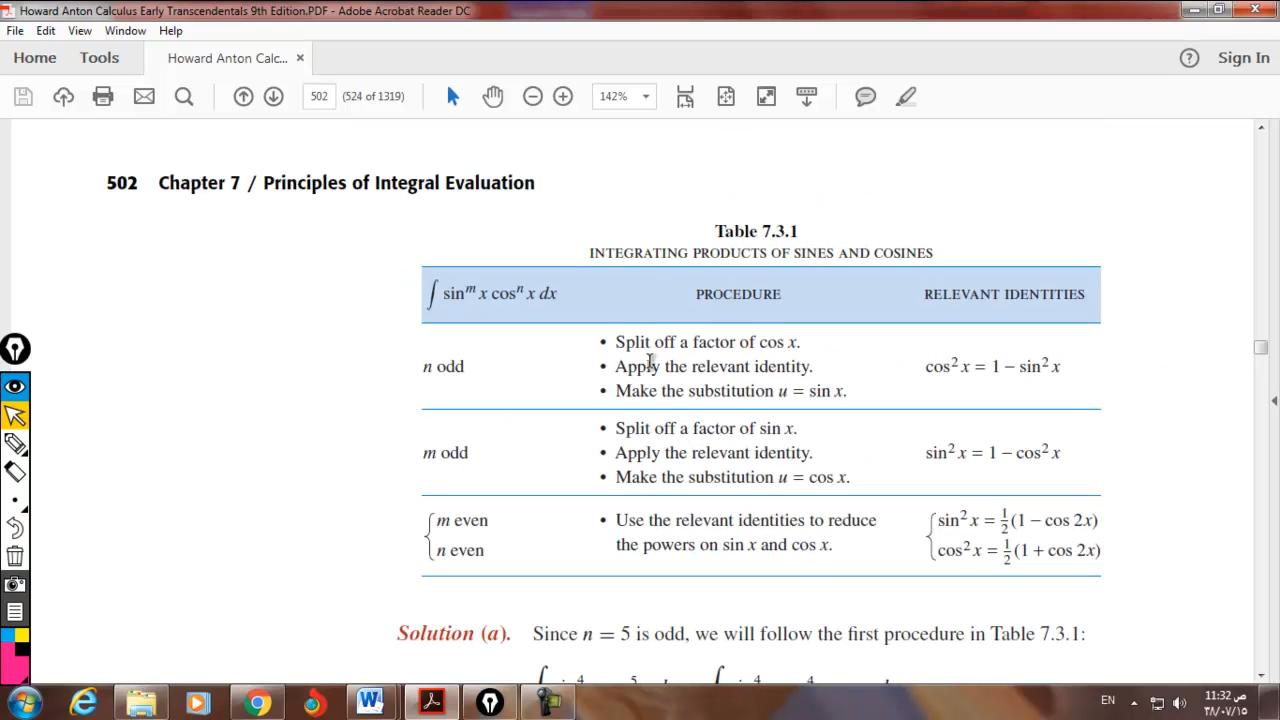 Howard Anton Calculus Early Transcendentals 9th Edition.PDF - Adobe Acrobat Reader DC
File Edit View Window Help
Home Tools Howard Anton Calc... × Sign In
502 (524 of 1319) 142%
502 Chapter 7 / Principles of Integral Evaluation
Table 7.3.1
INTEGRATING PRODUCTS OF SINES AND COSINES
∫ sin^m x cos^n x dx PROCEDURE RELEVANT IDENTITIES
n odd
• Split off a factor of cos x.
• Apply the relevant identity.
• Make the substitution u = sin x.
cos² x = 1 − sin² x
m odd
• Split off a factor of sin x.
• Apply the relevant identity.
• Make the substitution u = cos x.
sin² x = 1 − cos² x
m even
n even
• Use the relevant identities to reduce
the powers on sin x and cos x.
sin² x = ½(1 − cos 2x)
cos² x = ½(1 + cos 2x)
Solution (a). Since n = 5 is odd, we will follow the first procedure in Table 7.3.1:
EN
11:32 ص
٣٨/٠٧/١٥